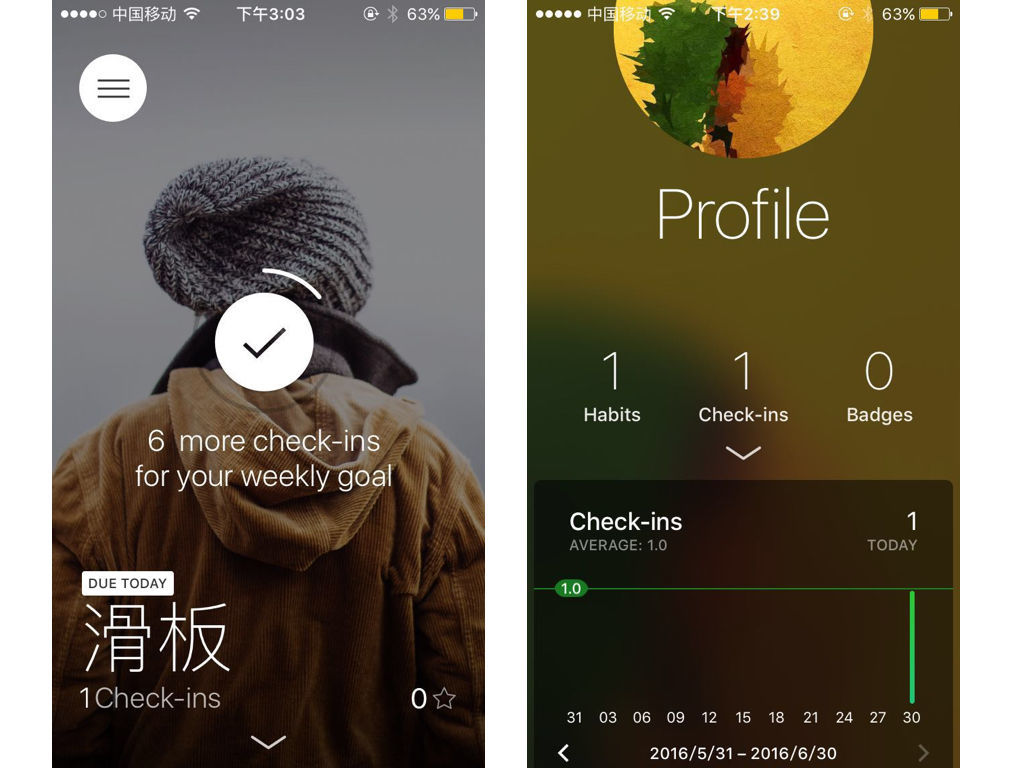 中国移动 下午3:03 63%
6 more check-ins
for your weekly goal
DUE TODAY
滑板
1 Check-ins 0
中国移动 下午2:39 63%
Profile
1 1 0
Habits Check-ins Badges
Check-ins 1
AVERAGE: 1.0 TODAY
1.0
31 03 06 09 12 15 18 21 24 27 30
2016/5/31 – 2016/6/30